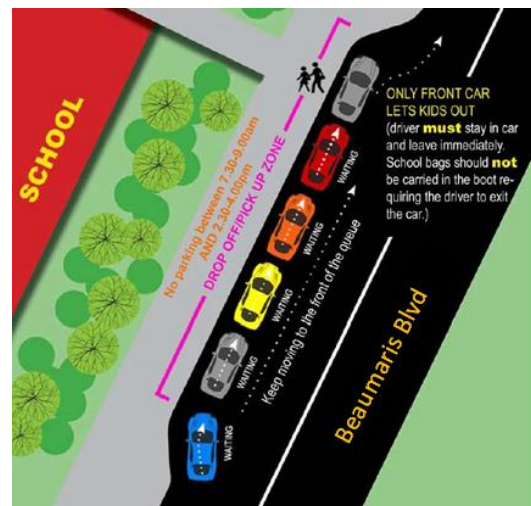 SCHOOL
No parking between 7.30-9.00am
AND 2.30-4.00pm
DROP OFF/PICK UP ZONE
ONLY FRONT CAR
LETS KIDS OUT
(driver must stay in car
and leave immediately.
School bags should not
be carried in the boot re-
quiring the driver to exit
the car.)
WAITING
WAITING
WAITING
WAITING
WAITING
Keep moving to the front of the queue
Beaumaris Blvd